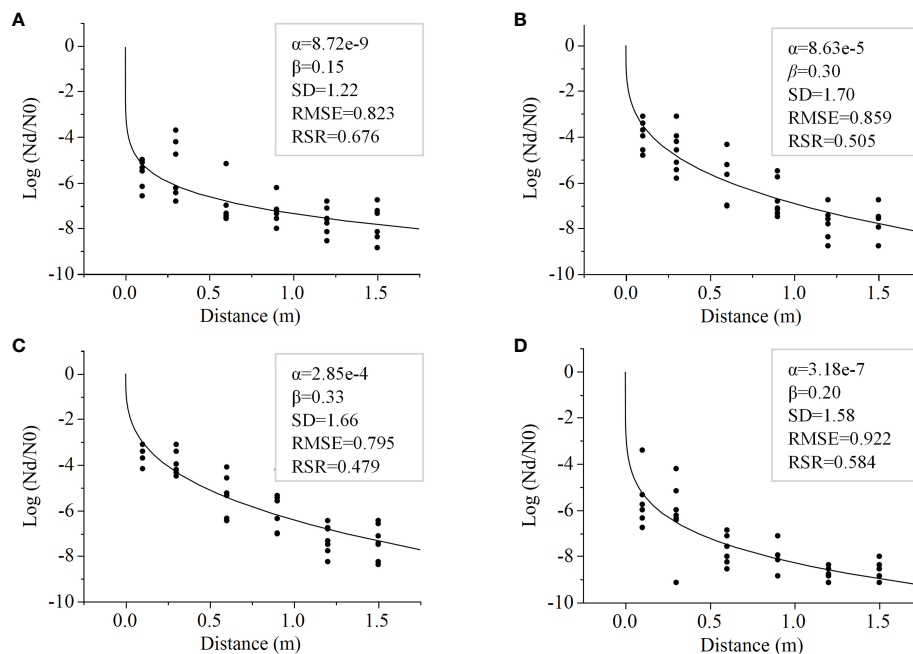 A
Log (Nd/N0)
0
-2
-4
-6
-8
-10
α=8.72e-9
β=0.15
SD=1.22
RMSE=0.823
RSR=0.676
0.0 0.5 1.0 1.5
Distance (m)
B
Log (Nd/N0)
0
-2
-4
-6
-8
-10
α=8.63e-5
β=0.30
SD=1.70
RMSE=0.859
RSR=0.505
0.0 0.5 1.0 1.5
Distance (m)
C
Log (Nd/N0)
0
-2
-4
-6
-8
-10
α=2.85e-4
β=0.33
SD=1.66
RMSE=0.795
RSR=0.479
0.0 0.5 1.0 1.5
Distance (m)
D
Log (Nd/N0)
0
-2
-4
-6
-8
-10
α=3.18e-7
β=0.20
SD=1.58
RMSE=0.922
RSR=0.584
0.0 0.5 1.0 1.5
Distance (m)